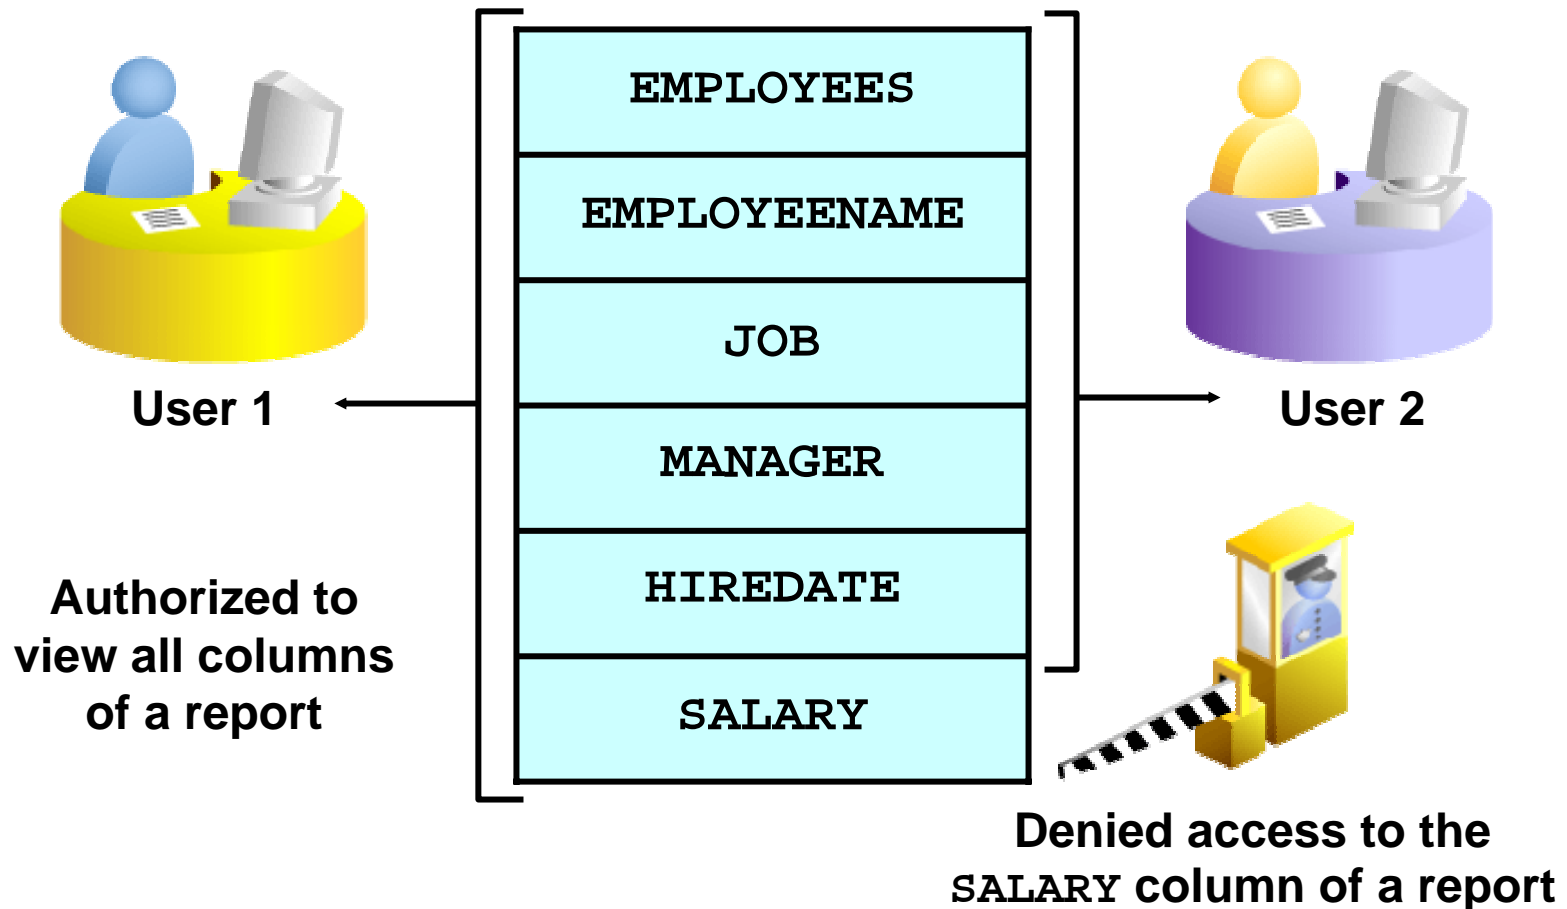 EMPLOYEES
EMPLOYEENAME
JOB
MANAGER
HIREDATE
SALARY
User 1
Authorized to
view all columns
of a report
User 2
Denied access to the
SALARY column of a report